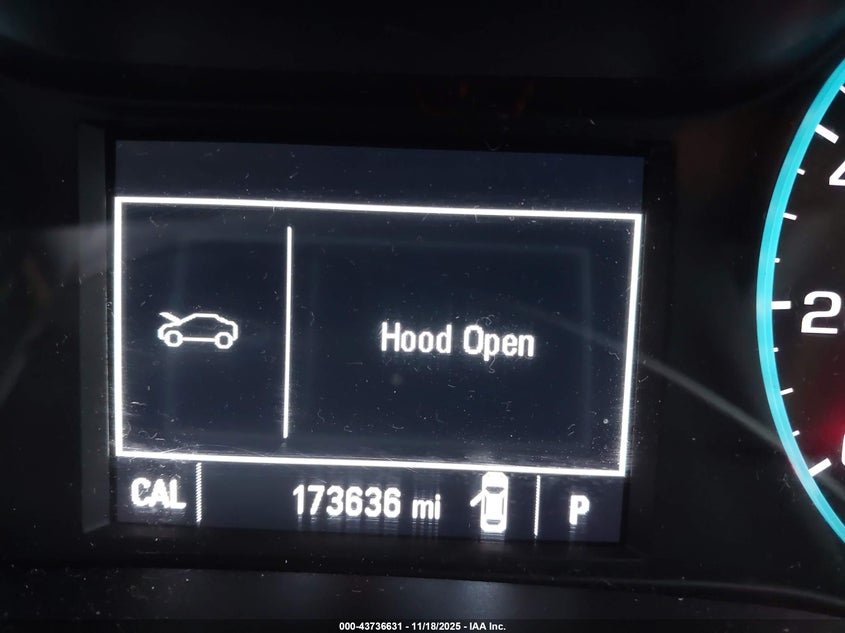 Hood Open
CAL 173636 mi P
000-43736631 - 11/18/2025 - IAA Inc.